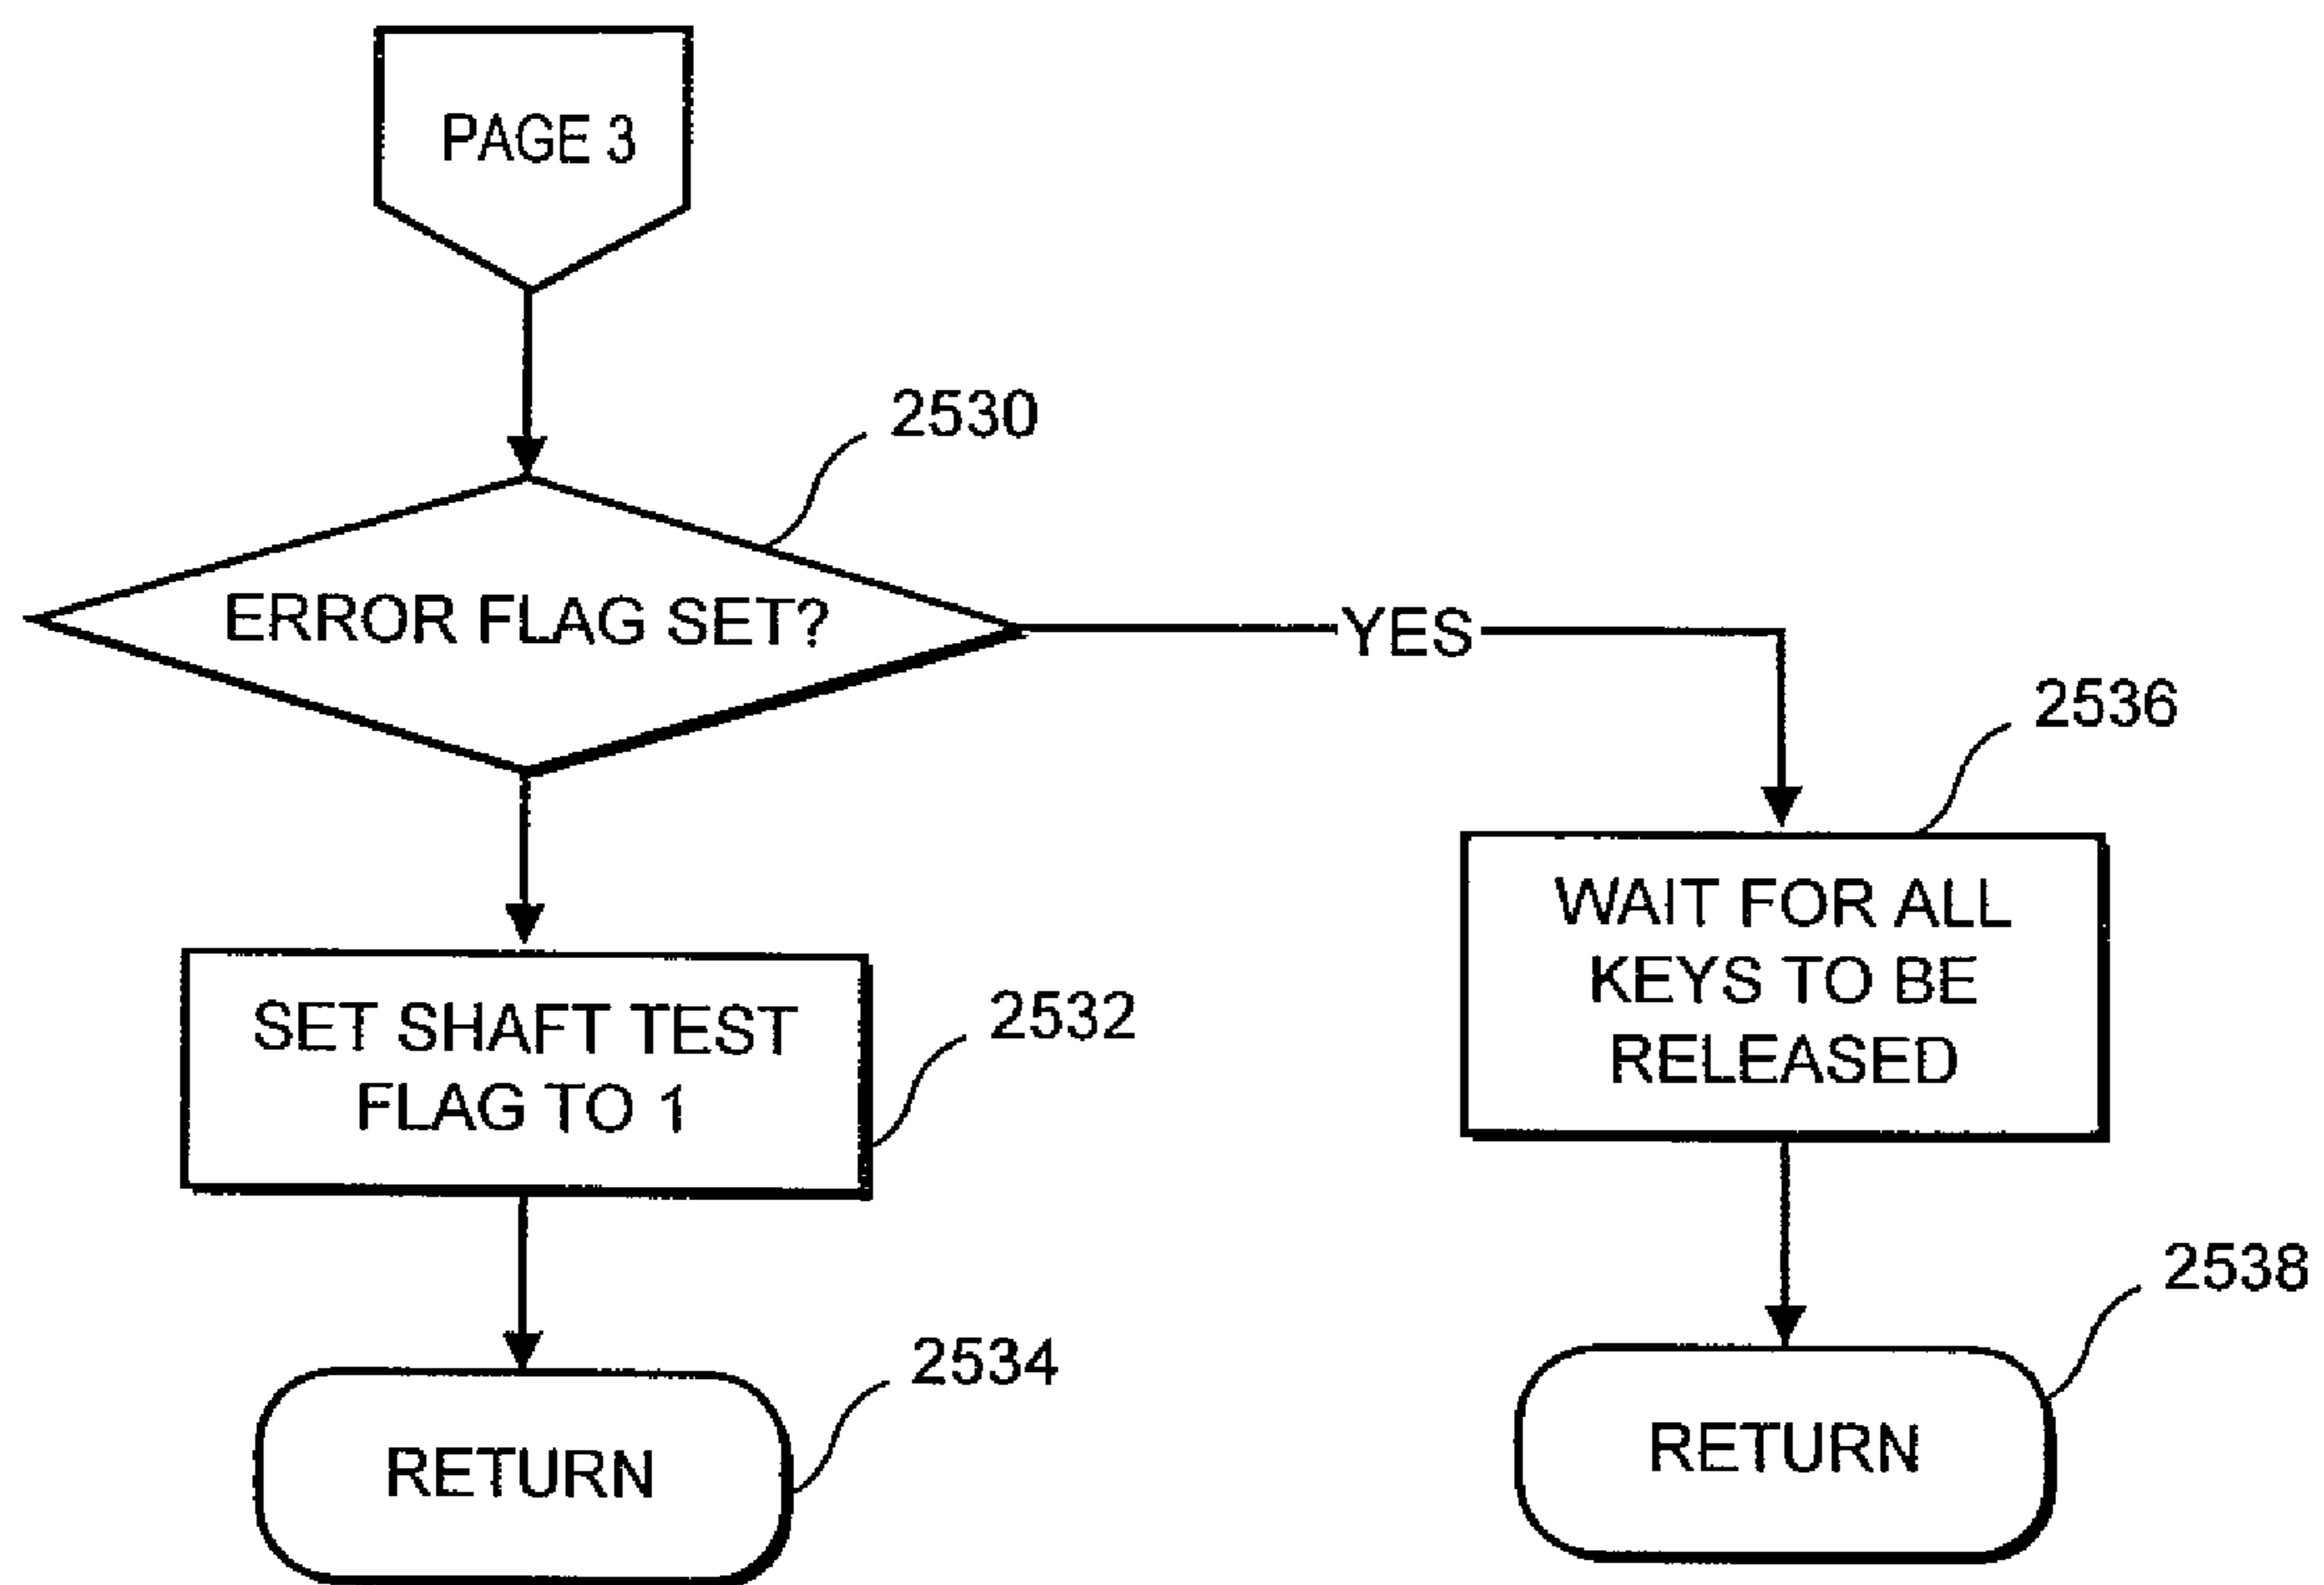 PAGE 3
2530
ERROR FLAG SET?
YES
2536
WAIT FOR ALL
KEYS TO BE
RELEASED
SET SHAFT TEST
FLAG TO 1
2532
2538
RETURN
2534
RETURN